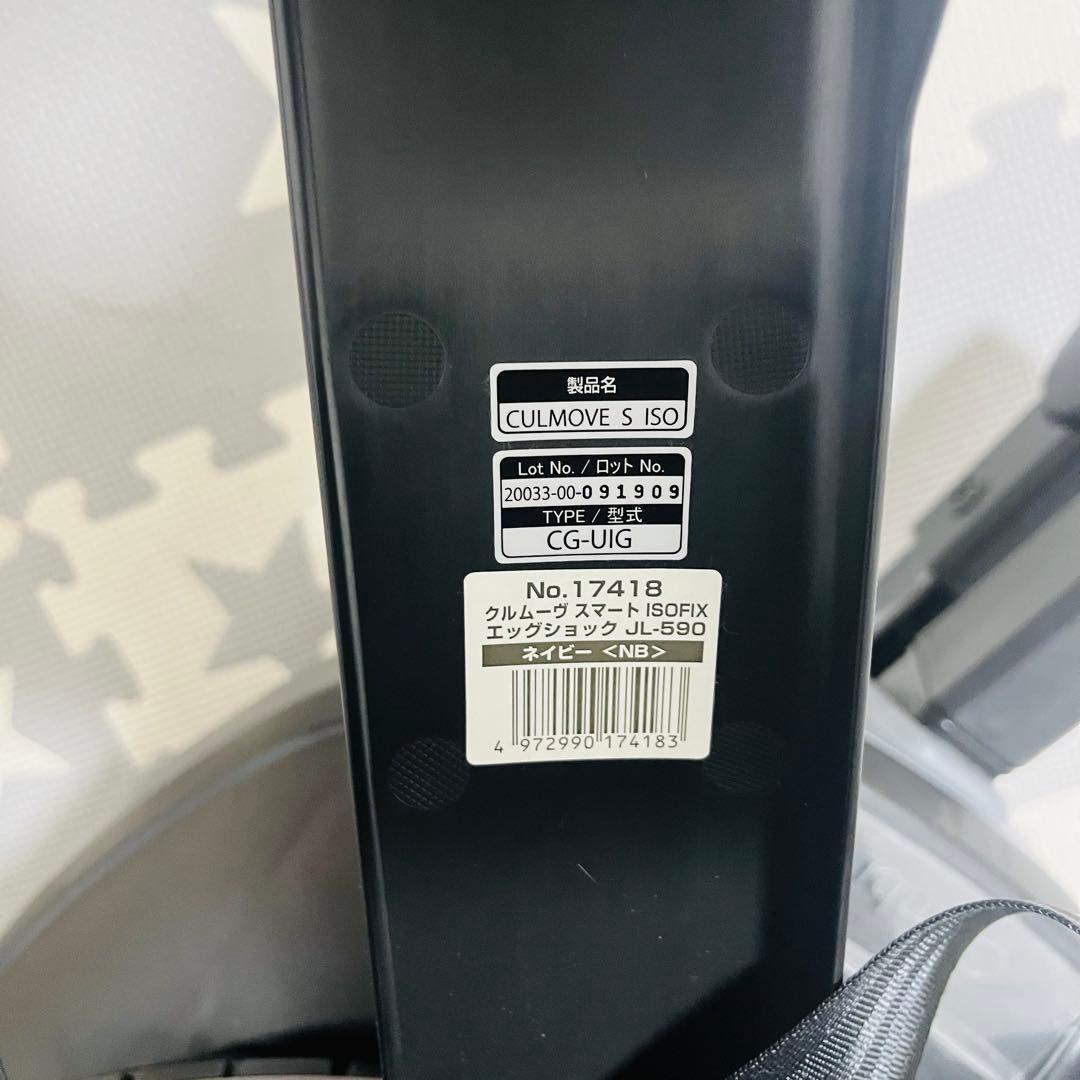 製品名
CULMOVE S ISO
Lot No. / ロット No.
20033-00-091909
TYPE / 型式
CG-UIG
No.17418
クルムーヴ スマート ISOFIX
エッグショック JL-590
ネイビー <NB>
4 972990 174183